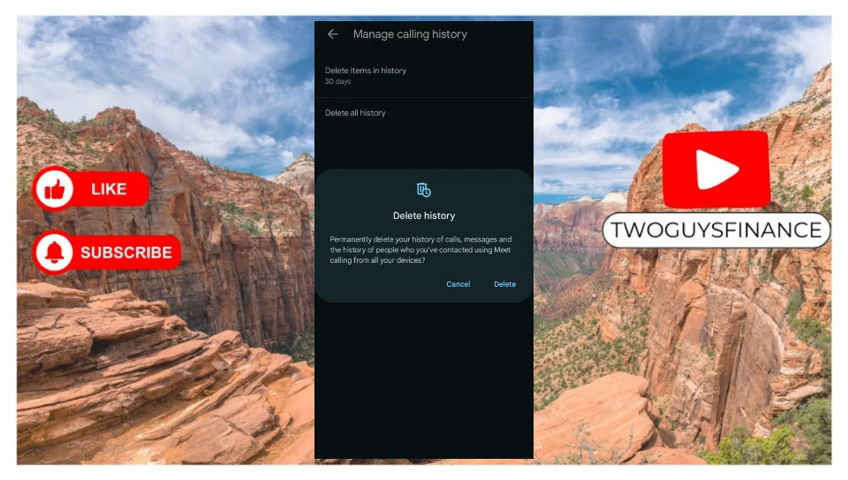 Manage calling history
Delete items in history
30 days
Delete all history
LIKE
SUBSCRIBE
TWOGUYSFINANCE
Delete history
Permanently delete your history of calls, messages and
the history of people who you've contacted using Meet
calling from all your devices?
Cancel
Delete